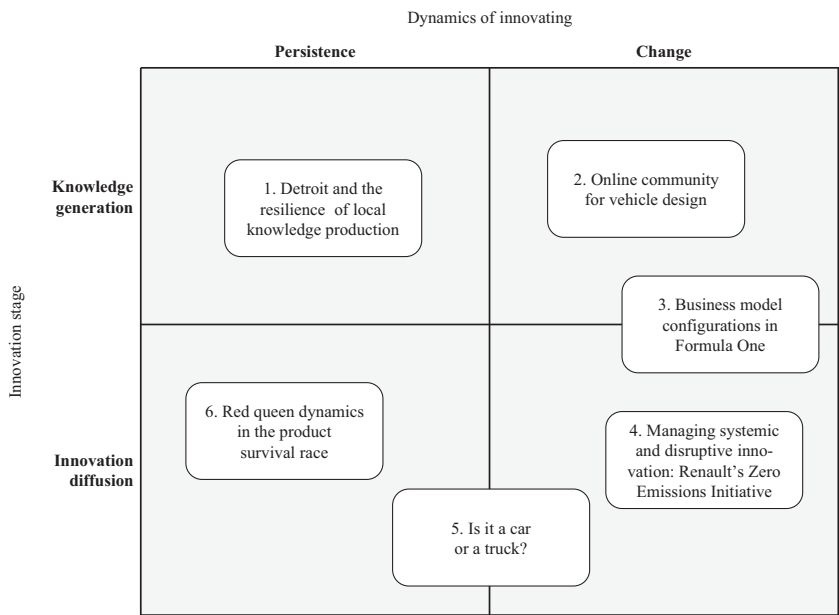 Dynamics of innovating
Persistence
Change
Innovation stage
Knowledge
generation
1. Detroit and the
resilience of local
knowledge production
2. Online community
for vehicle design
3. Business model
configurations in
Formula One
Innovation
diffusion
6. Red queen dynamics
in the product
survival race
4. Managing systemic
and disruptive inno-
vation: Renault’s Zero
Emissions Initiative
5. Is it a car
or a truck?